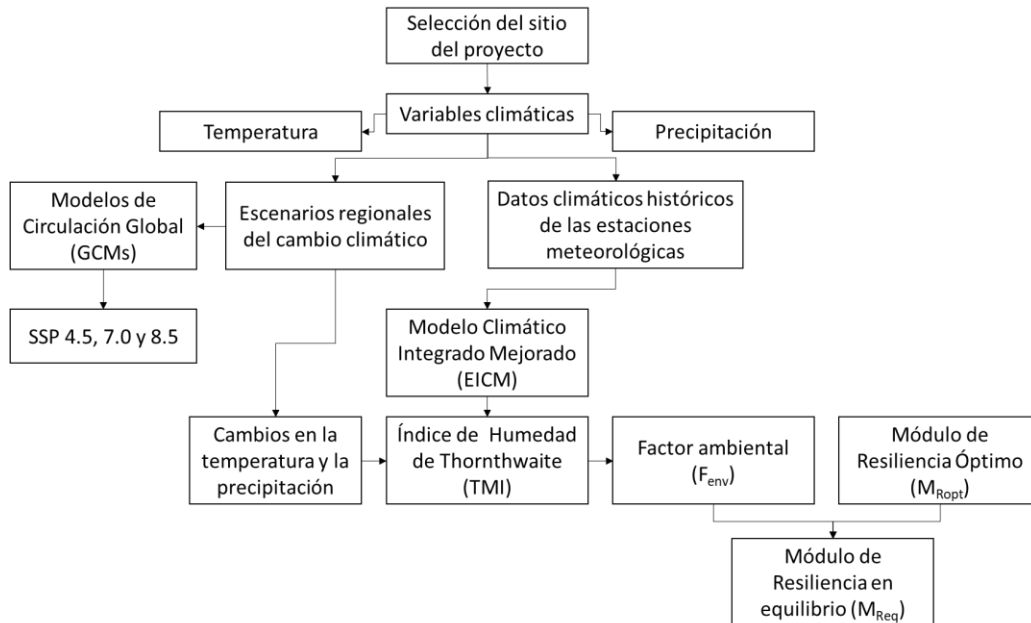 Selección del sitio
del proyecto
Variables climáticas
Temperatura
Precipitación
Modelos de
Circulación Global
(GCMs)
Escenarios regionales
del cambio climático
Datos climáticos históricos
de las estaciones
meteorológicas
SSP 4.5, 7.0 y 8.5
Modelo Climático
Integrado Mejorado
(EICM)
Cambios en la
temperatura y la
precipitación
Índice de Humedad
de Thornthwaite
(TMI)
Factor ambiental
(Fenv)
Módulo de
Resiliencia Óptimo
(MRopt)
Módulo de
Resiliencia en
equilibrio (MReq)